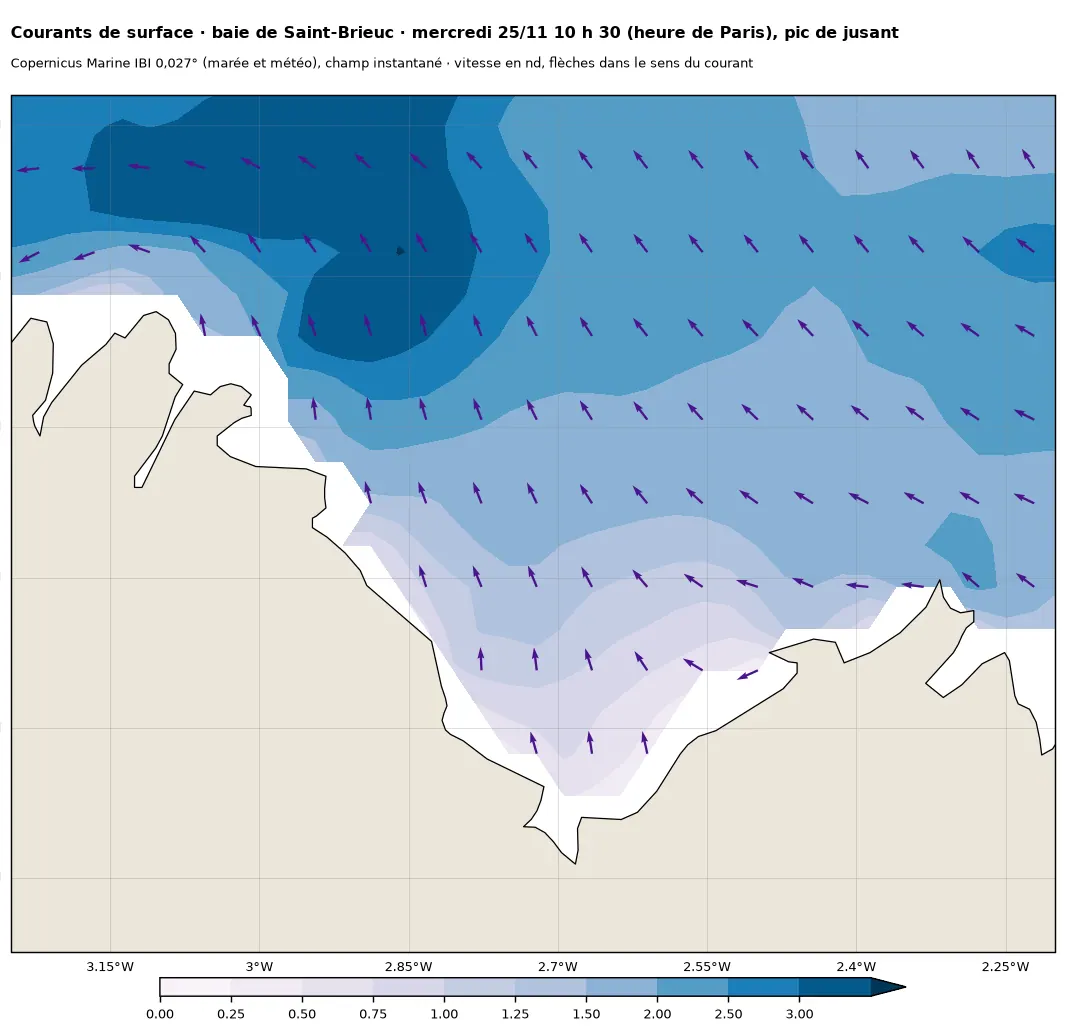 Courants de surface · baie de Saint-Brieuc · mercredi 25/11 10 h 30 (heure de Paris), pic de jusant
Copernicus Marine IBI 0,027° (marée et météo), champ instantané · vitesse en nd, flèches dans le sens du courant
3.15°W 3°W 2.85°W 2.7°W 2.55°W 2.4°W 2.25°W
0.00 0.25 0.50 0.75 1.00 1.25 1.50 2.00 2.50 3.00